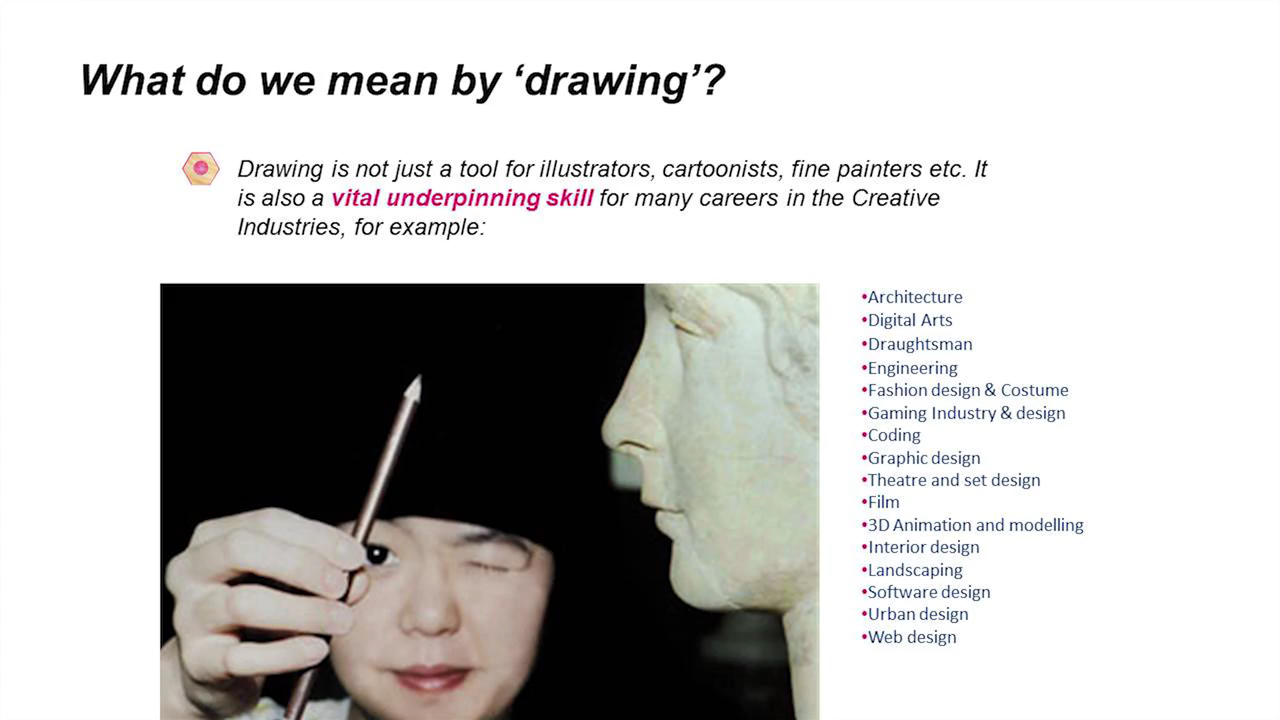 What do we mean by ‘drawing’?
Drawing is not just a tool for illustrators, cartoonists, fine painters etc. It
is also a vital underpinning skill for many careers in the Creative
Industries, for example:
•Architecture
•Digital Arts
•Draughtsman
•Engineering
•Fashion design & Costume
•Gaming Industry & design
•Coding
•Graphic design
•Theatre and set design
•Film
•3D Animation and modelling
•Interior design
•Landscaping
•Software design
•Urban design
•Web design